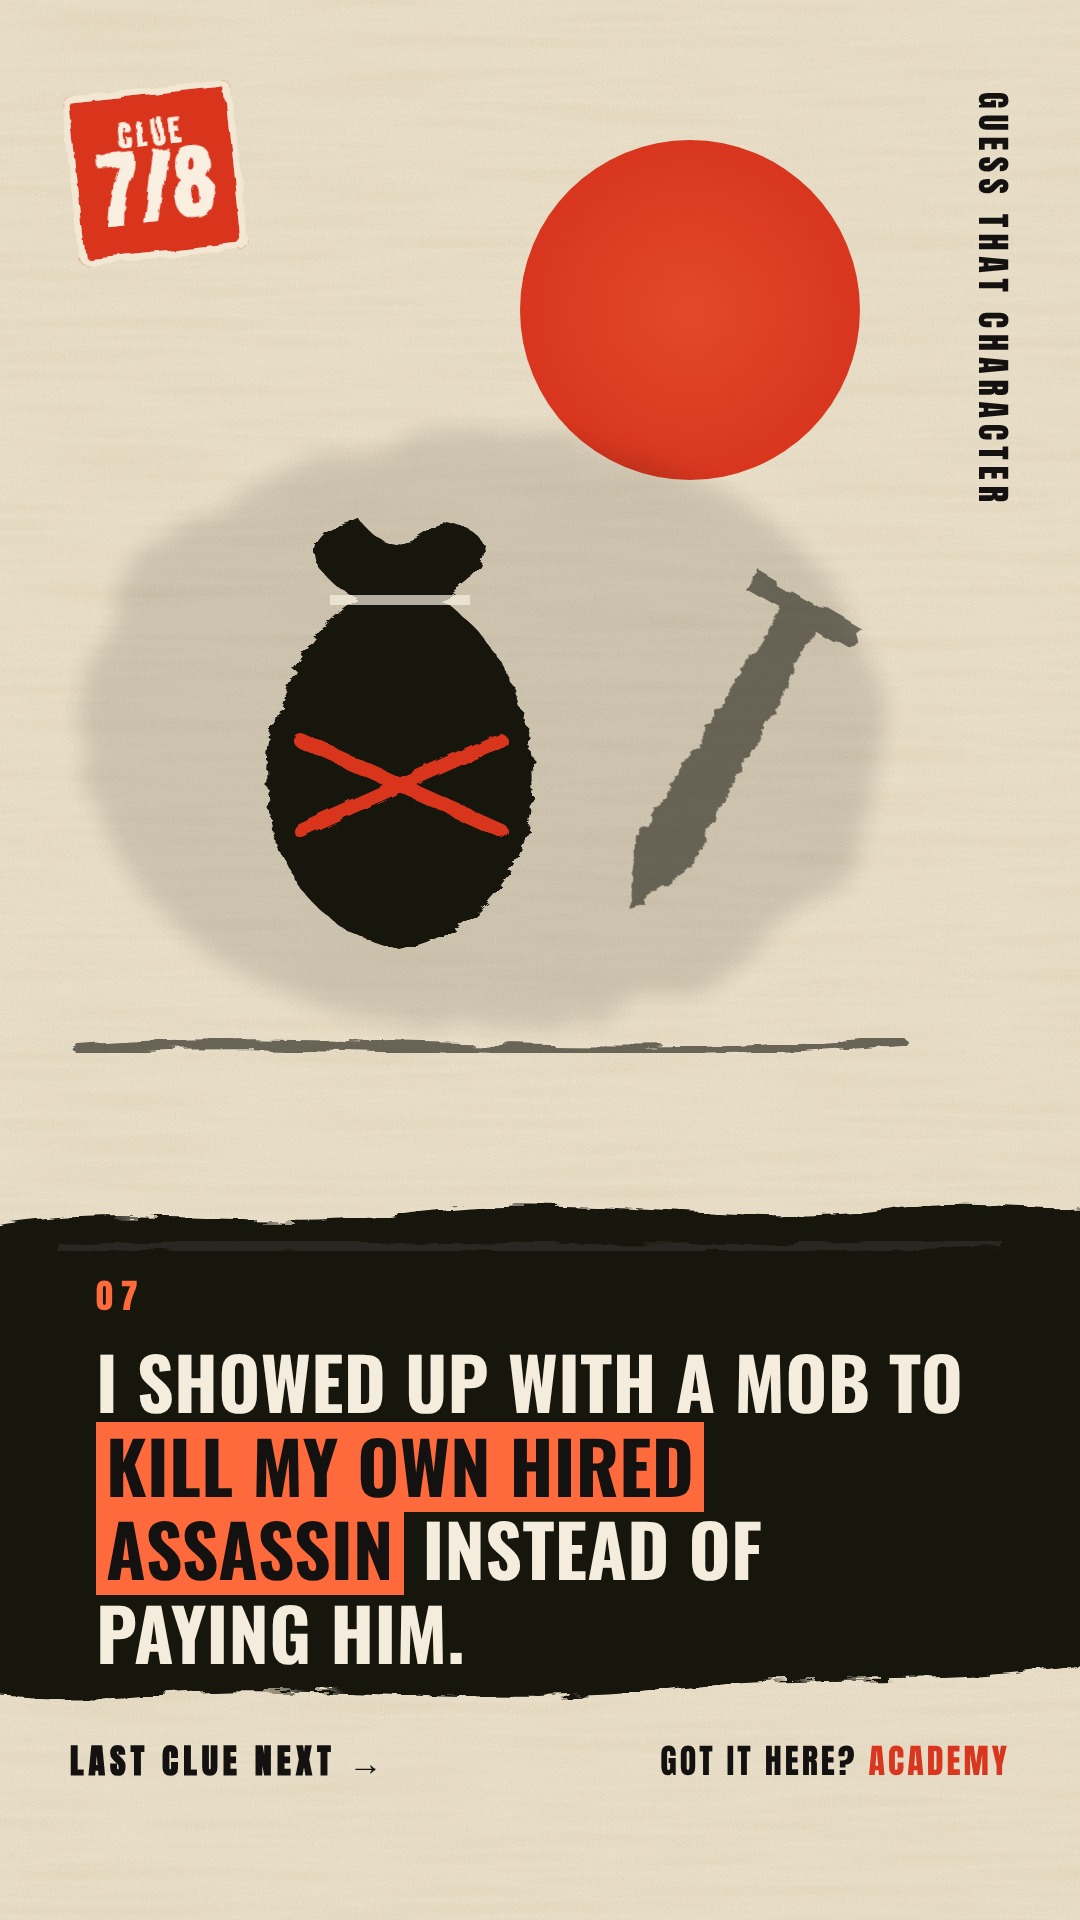 CLUE
7/8
GUESS THAT CHARACTER
07
I SHOWED UP WITH A MOB TO
KILL MY OWN HIRED
ASSASSIN INSTEAD OF
PAYING HIM.
LAST CLUE NEXT →
GOT IT HERE? ACADEMY